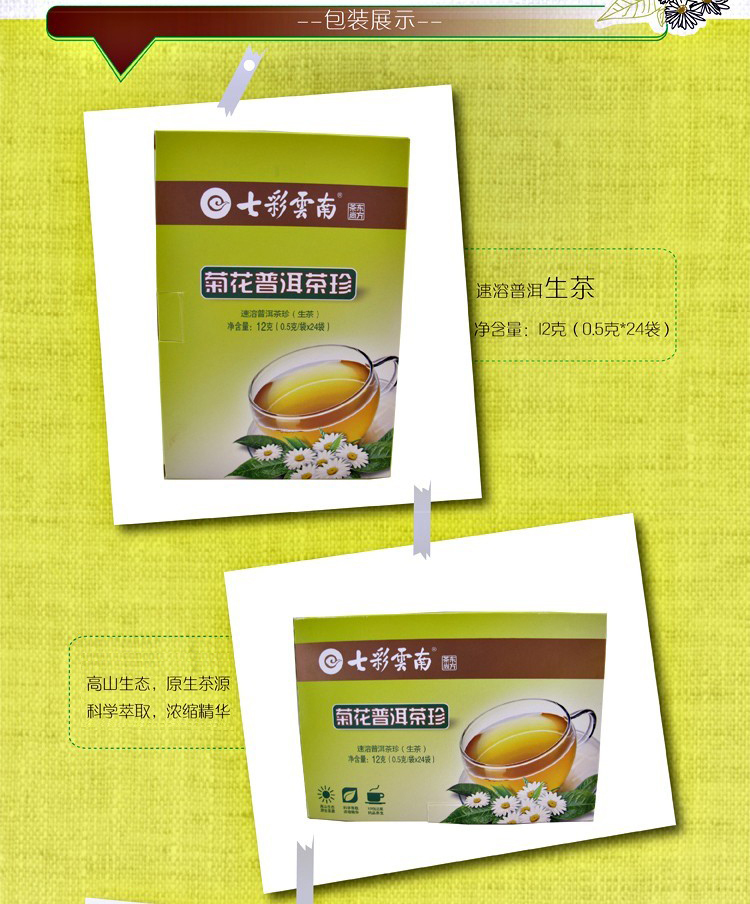 --包装展示--
七彩雲南®
菊花普洱茶珍
速溶普洱茶珍（生茶）
净含量：12克（0.5克/袋x24袋）
速溶普洱生茶
净含量：12克（0.5克*24袋）
高山生态，原生茶源
科学萃取，浓缩精华
七彩雲南®
菊花普洱茶珍
速溶普洱茶珍（生茶）
净含量：12克（0.5克/袋x24袋）